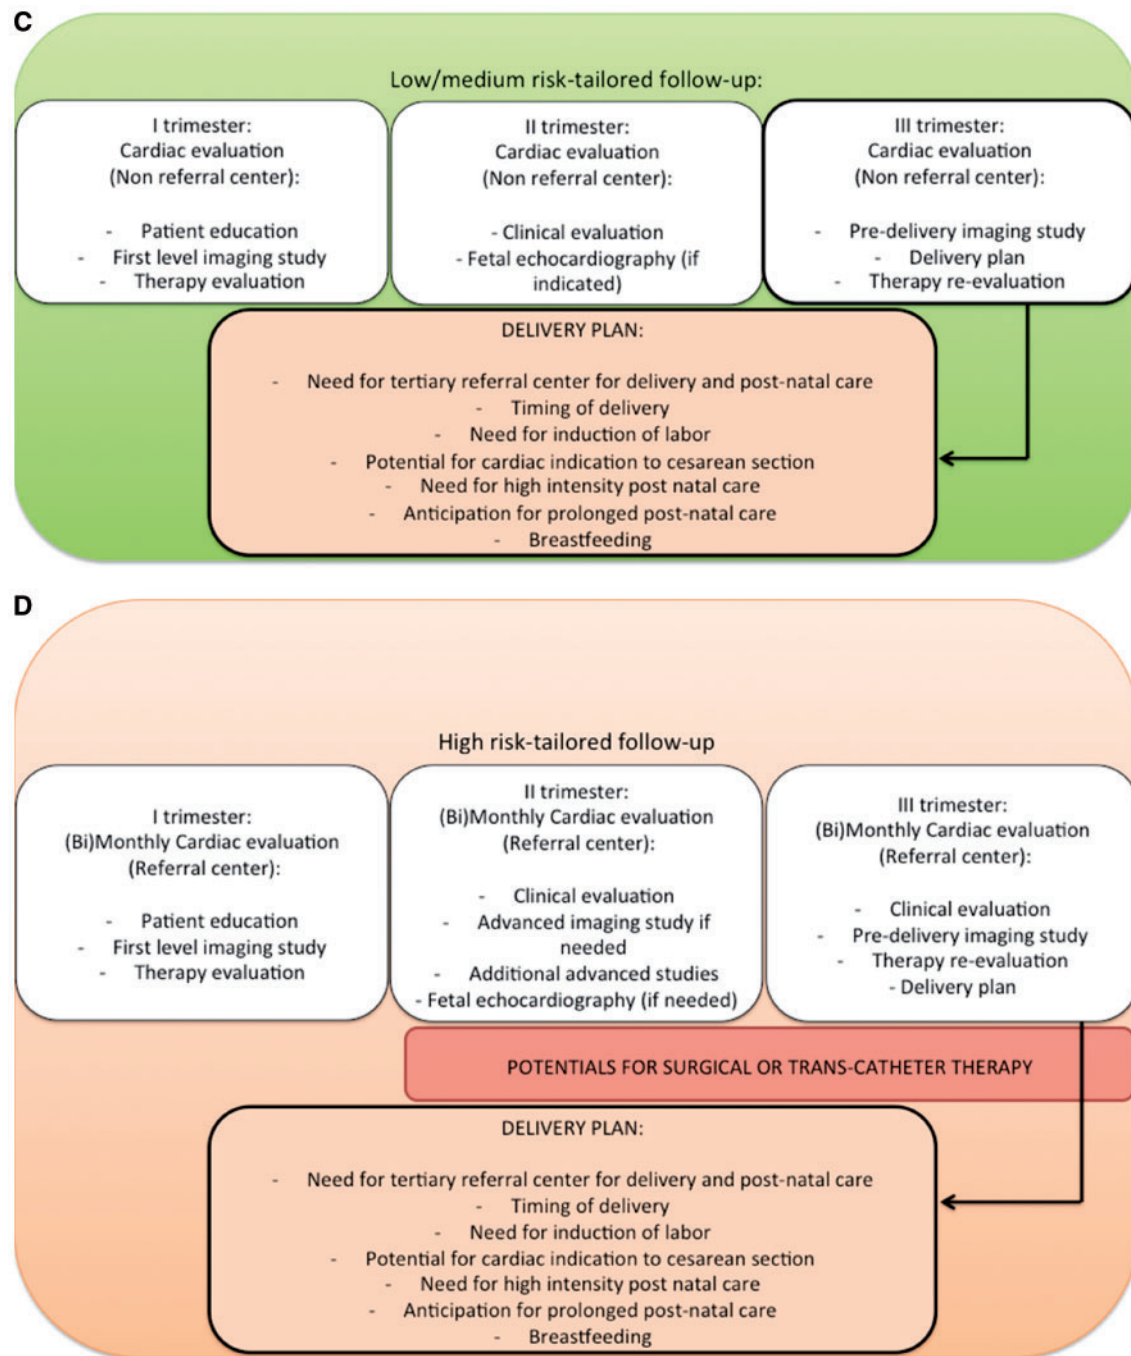 C
Low/medium risk-tailored follow-up:
I trimester:
Cardiac evaluation
(Non referral center):
- Patient education
- First level imaging study
- Therapy evaluation
II trimester:
Cardiac evaluation
(Non referral center):
- Clinical evaluation
- Fetal echocardiography (if
indicated)
III trimester:
Cardiac evaluation
(Non referral center):
- Pre-delivery imaging study
- Delivery plan
- Therapy re-evaluation
DELIVERY PLAN:
- Need for tertiary referral center for delivery and post-natal care
- Timing of delivery
- Need for induction of labor
- Potential for cardiac indication to cesarean section
- Need for high intensity post natal care
- Anticipation for prolonged post-natal care
- Breastfeeding
D
High risk-tailored follow-up
I trimester:
(Bi)Monthly Cardiac evaluation
(Referral center):
- Patient education
- First level imaging study
- Therapy evaluation
II trimester:
(Bi)Monthly Cardiac evaluation
(Referral center):
- Clinical evaluation
- Advanced imaging study if
needed
- Additional advanced studies
- Fetal echocardiography (if needed)
III trimester:
(Bi)Monthly Cardiac evaluation
(Referral center):
- Clinical evaluation
- Pre-delivery imaging study
- Therapy re-evaluation
- Delivery plan
POTENTIALS FOR SURGICAL OR TRANS-CATHETER THERAPY
DELIVERY PLAN:
- Need for tertiary referral center for delivery and post-natal care
- Timing of delivery
- Need for induction of labor
- Potential for cardiac indication to cesarean section
- Need for high intensity post natal care
- Anticipation for prolonged post-natal care
- Breastfeeding